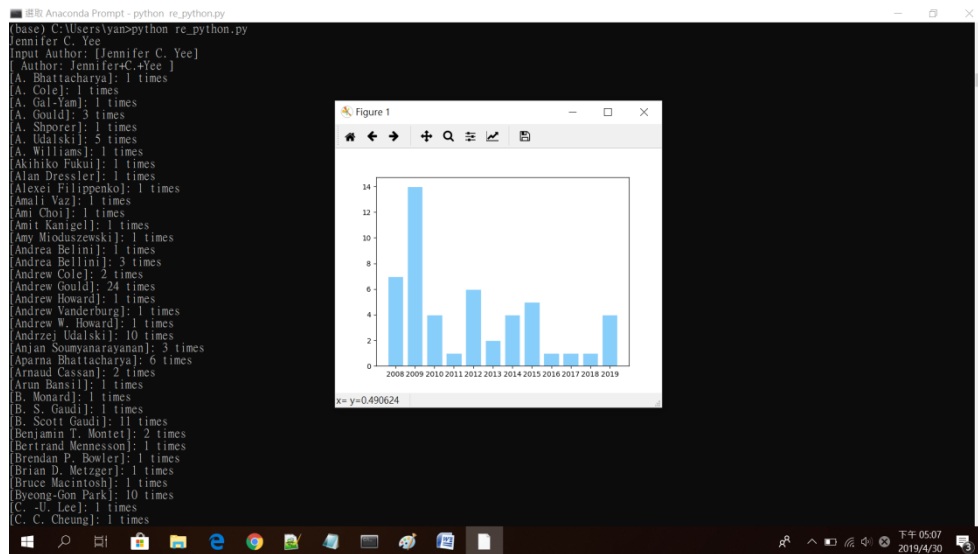 選取 Anaconda Prompt - python re_python.py
(base) C:\Users\yan>python re_python.py
Jennifer C. Yee
Input Author: [Jennifer C. Yee]
[ Author: Jennifer+C.+Yee ]
[A. Bhattacharya]: 1 times
[A. Cole]: 1 times
[A. Gal-Yam]: 1 times
[A. Gould]: 3 times
[A. Shporer]: 1 times
[A. Udalski]: 5 times
[A. Williams]: 1 times
[Akihiko Fukui]: 1 times
[Alan Dressler]: 1 times
[Alexei Filippenko]: 1 times
[Amali Vaz]: 1 times
[Ami Choi]: 1 times
[Amit Kanigel]: 1 times
[Amy Mioduszewski]: 1 times
[Andrea Belini]: 1 times
[Andrea Bellini]: 3 times
[Andrew Cole]: 2 times
[Andrew Gould]: 24 times
[Andrew Howard]: 1 times
[Andrew Vanderburg]: 1 times
[Andrew W. Howard]: 1 times
[Andrzej Udalski]: 10 times
[Anjan Soumyanarayanan]: 3 times
[Aparna Bhattacharya]: 6 times
[Arnaud Cassan]: 2 times
[Arun Bansil]: 1 times
[B. Monard]: 1 times
[B. S. Gaudi]: 1 times
[B. Scott Gaudi]: 11 times
[Benjamin T. Montet]: 2 times
[Bertrand Mennesson]: 1 times
[Brendan P. Bowler]: 1 times
[Brian D. Metzger]: 1 times
[Bruce Macintosh]: 1 times
[Byeong-Gon Park]: 10 times
[C. -U. Lee]: 1 times
[C. C. Cheung]: 1 times
Figure 1
14
12
10
8
6
4
2
0
2008 2009 2010 2011 2012 2013 2014 2015 2016 2017 2018 2019
x= y=0.490624
下午 05:07
2019/4/30